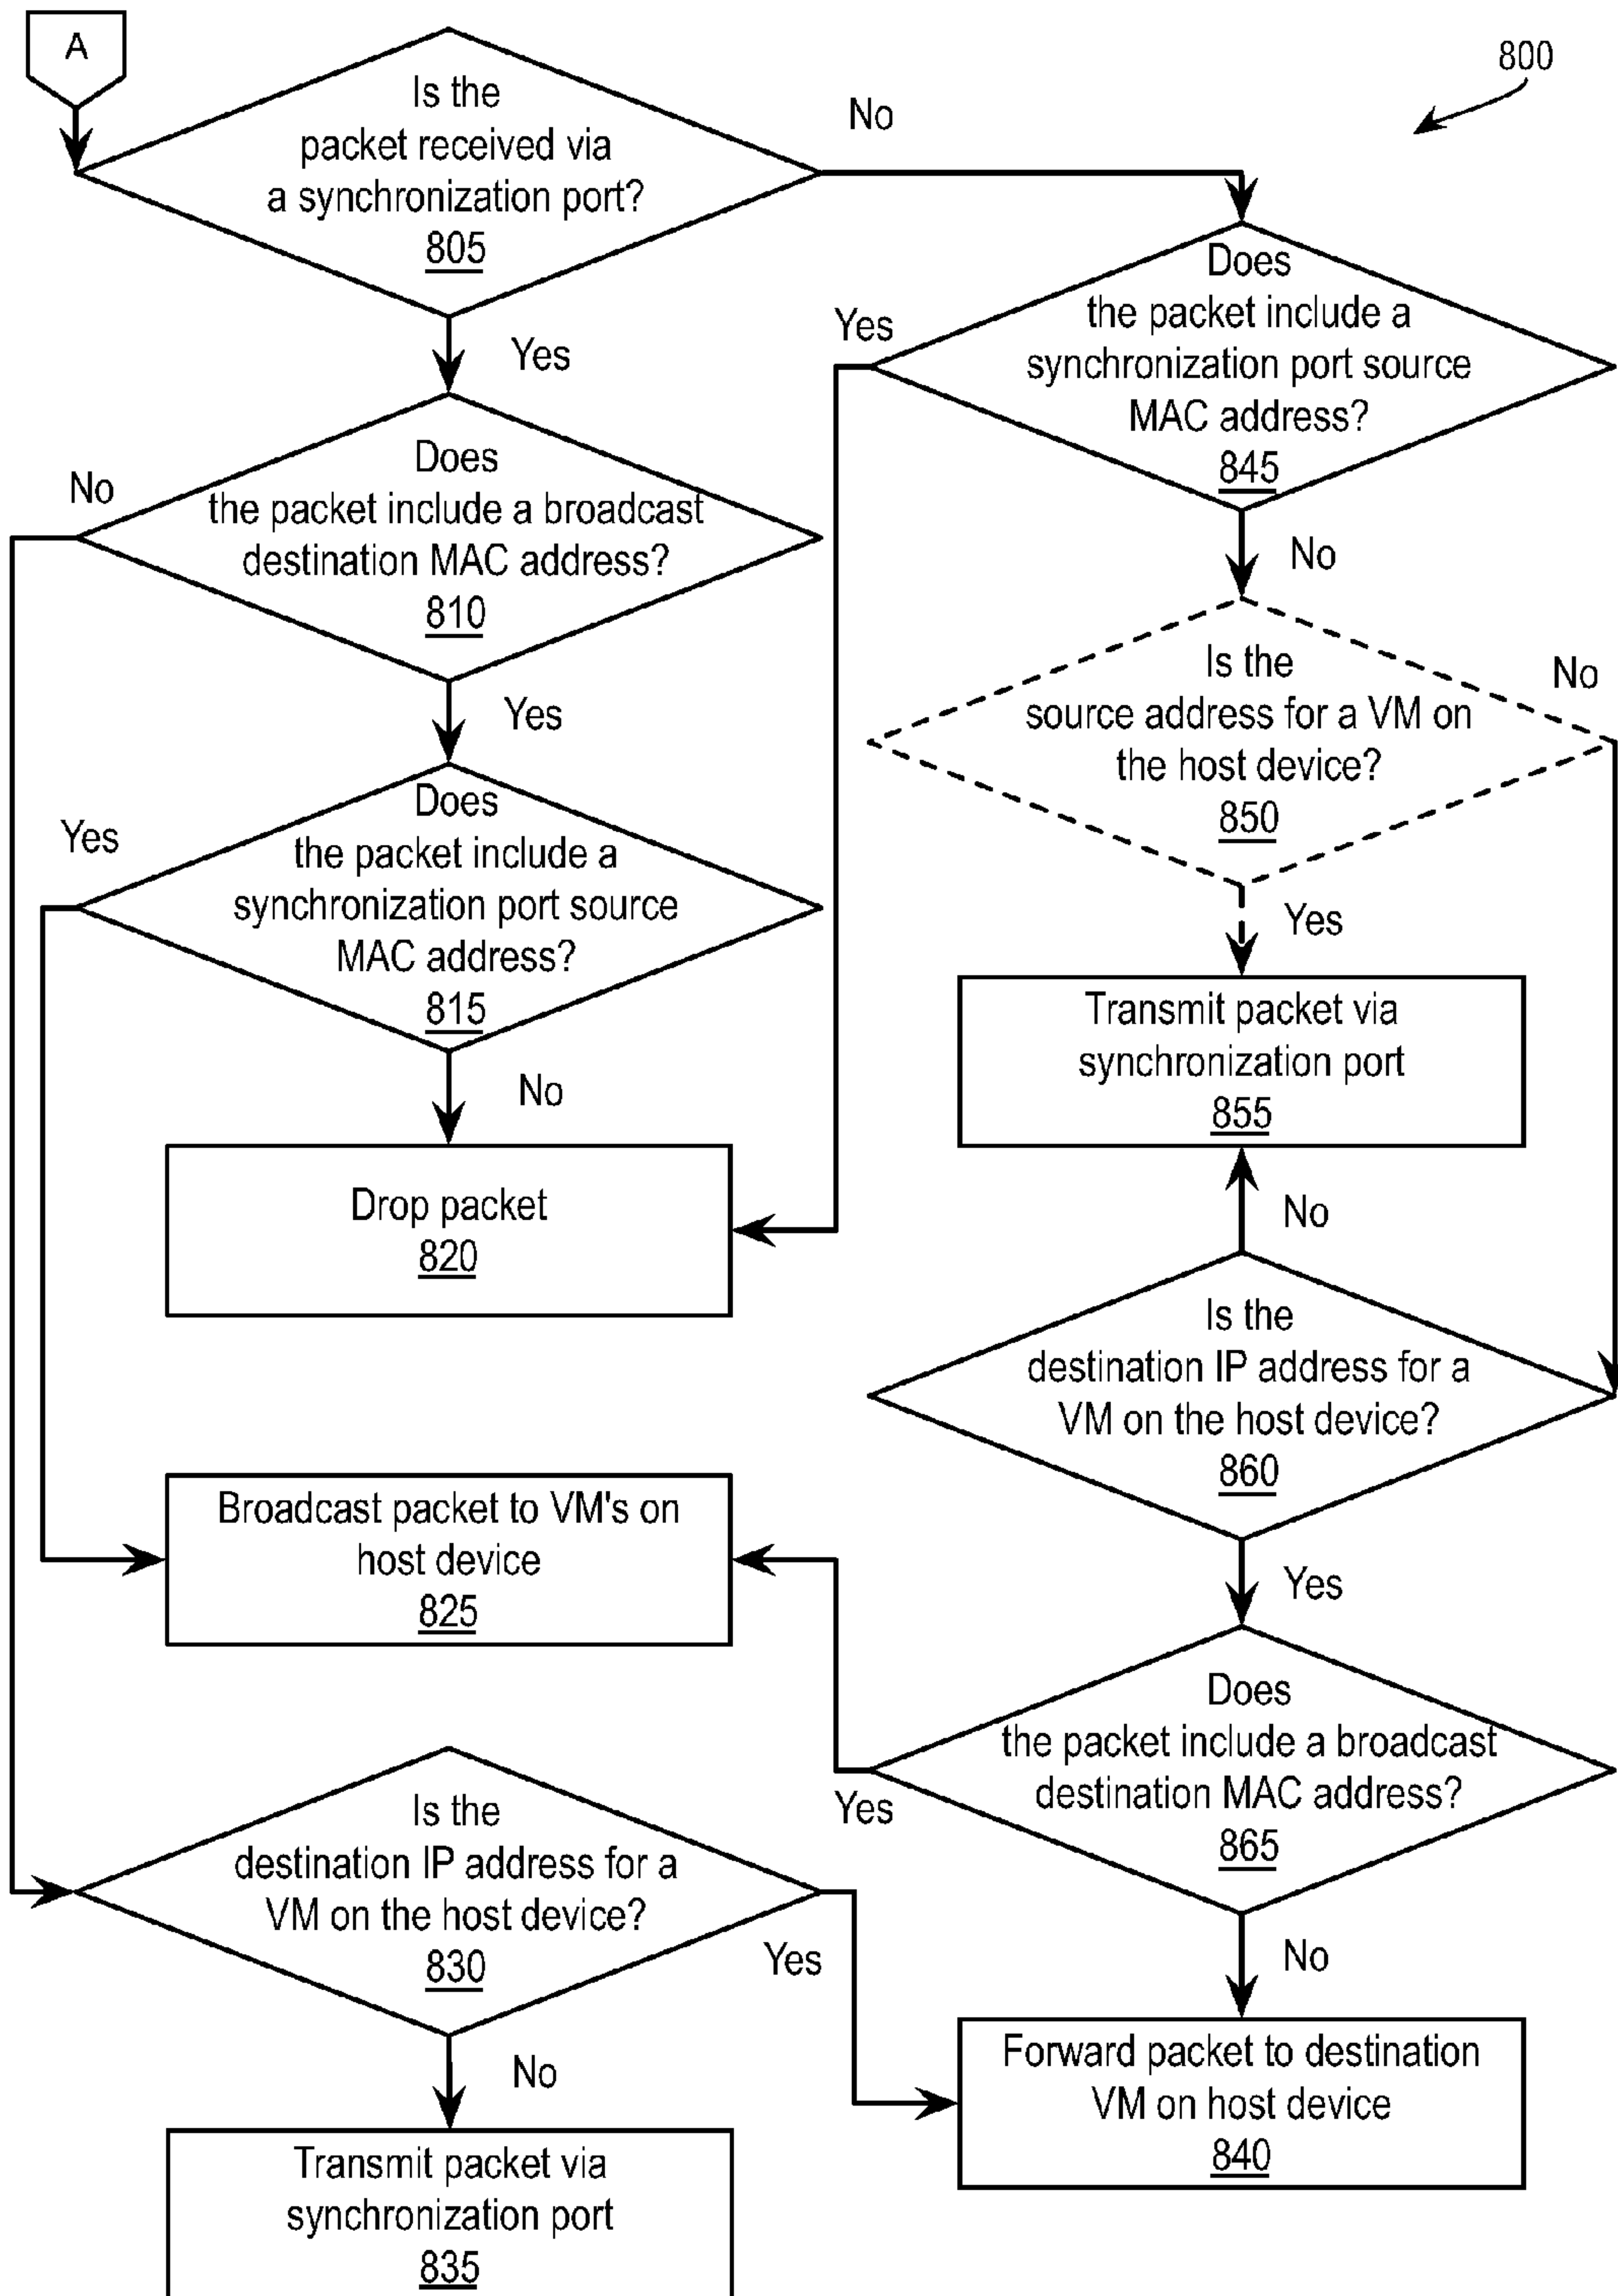 A
800
Is the
packet received via
a synchronization port?
805
No
Yes
Does
the packet include a
synchronization port source
MAC address?
845
Yes
No
Does
the packet include a broadcast
destination MAC address?
810
No
Yes
Is the
source address for a VM on
the host device?
850
No
Yes
Does
the packet include a
synchronization port source
MAC address?
815
Yes
No
Transmit packet via
synchronization port
855
Drop packet
820
No
Is the
destination IP address for a
VM on the host device?
860
Yes
Broadcast packet to VM's on
host device
825
Does
the packet include a broadcast
destination MAC address?
865
Yes
No
Is the
destination IP address for a
VM on the host device?
830
Yes
No
Forward packet to destination
VM on host device
840
Transmit packet via
synchronization port
835